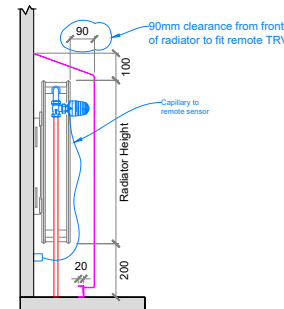 90mm clearance from front
of radiator to fit remote TRV
90
100
Capillary to
remote sensor
Radiator Height
20
200